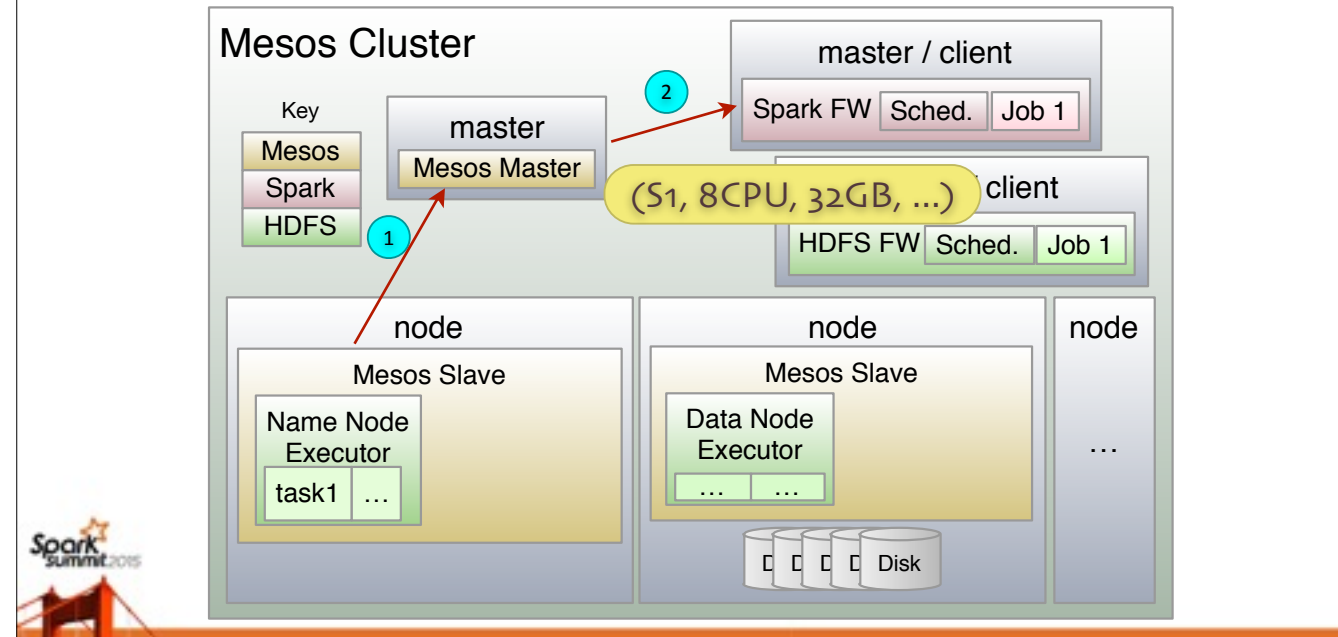 Mesos Cluster
Key
Mesos
Spark
HDFS
master
Mesos Master
1
2
master / client
Spark FW Sched. Job 1
(S1, 8CPU, 32GB, ...)
client
HDFS FW Sched. Job 1
node
Mesos Slave
Name Node
Executor
task1 ...
node
Mesos Slave
Data Node
Executor
... ...
D D D D Disk
node
...
Spark
Summit 2015